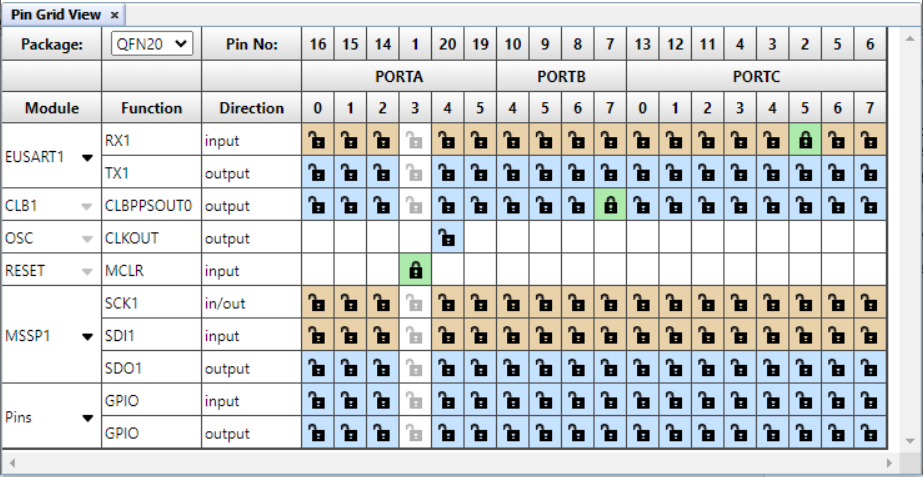 Pin Grid View ×
Package: QFN20 Pin No: 16 15 14 1 20 19 10 9 8 7 13 12 11 4 3 2 5 6
PORTA PORTB PORTC
Module Function Direction 0 1 2 3 4 5 4 5 6 7 0 1 2 3 4 5 6 7
EUSART1 RX1 input
TX1 output
CLB1 CLBPPSOUT0 output
OSC CLKOUT output
RESET MCLR input
MSSP1 SCK1 in/out
SDI1 input
SDO1 output
Pins GPIO input
GPIO output